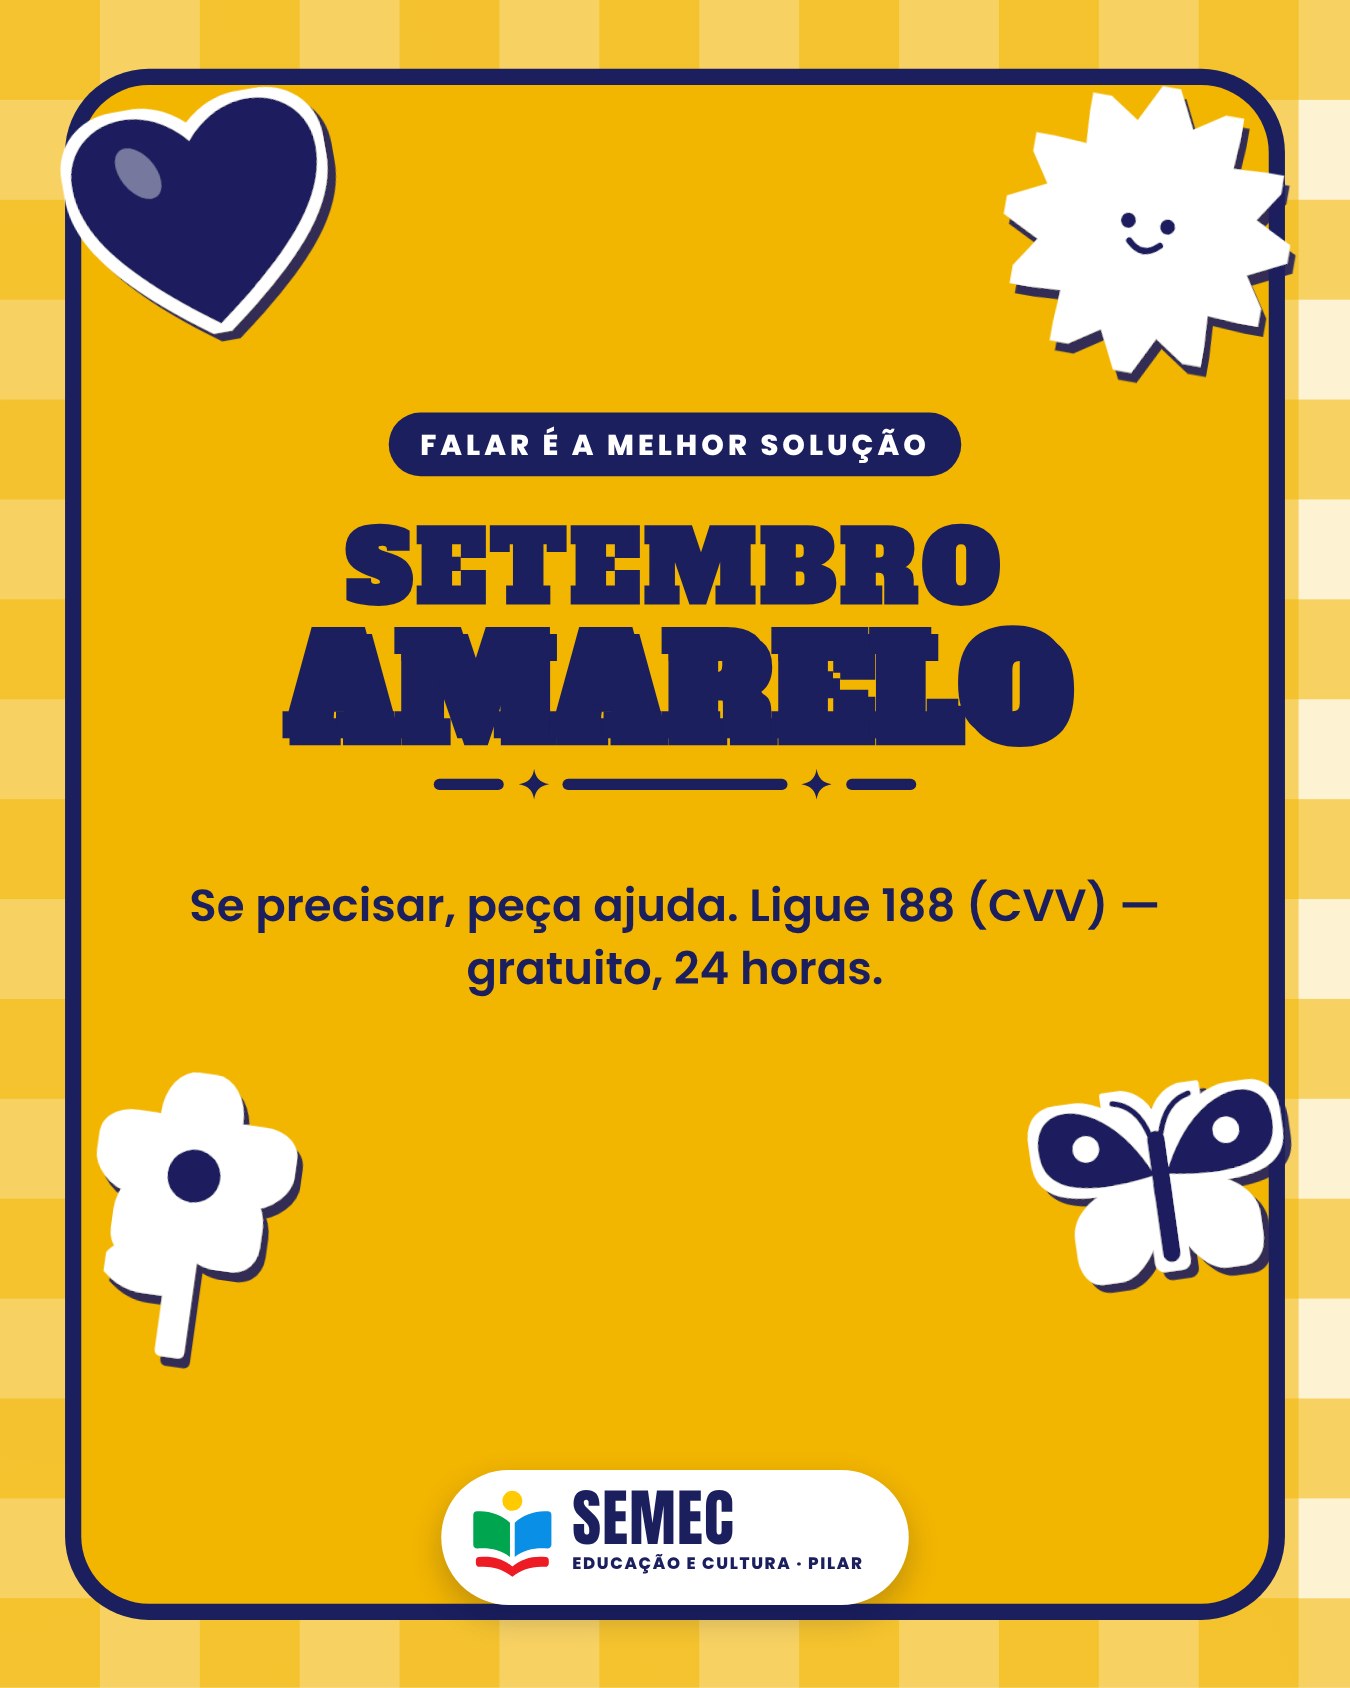 FALAR É A MELHOR SOLUÇÃO
SETEMBRO
AMARELO
Se precisar, peça ajuda. Ligue 188 (CVV) —
gratuito, 24 horas.
SEMEC
EDUCAÇÃO E CULTURA · PILAR